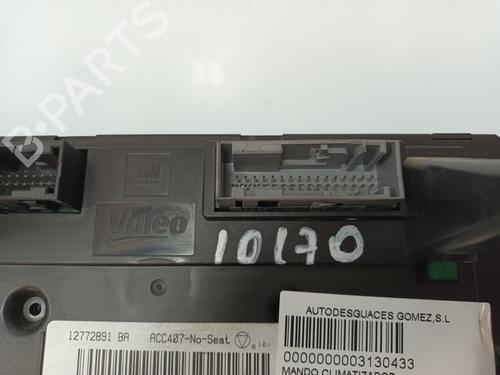 GM
Valeo
10170
12772891 BA ACC407-No-Seat
AUTODESGUACES GOMEZ,S.L
0000000003130433
MANDO CLIMATIZADOR
B-PARTS